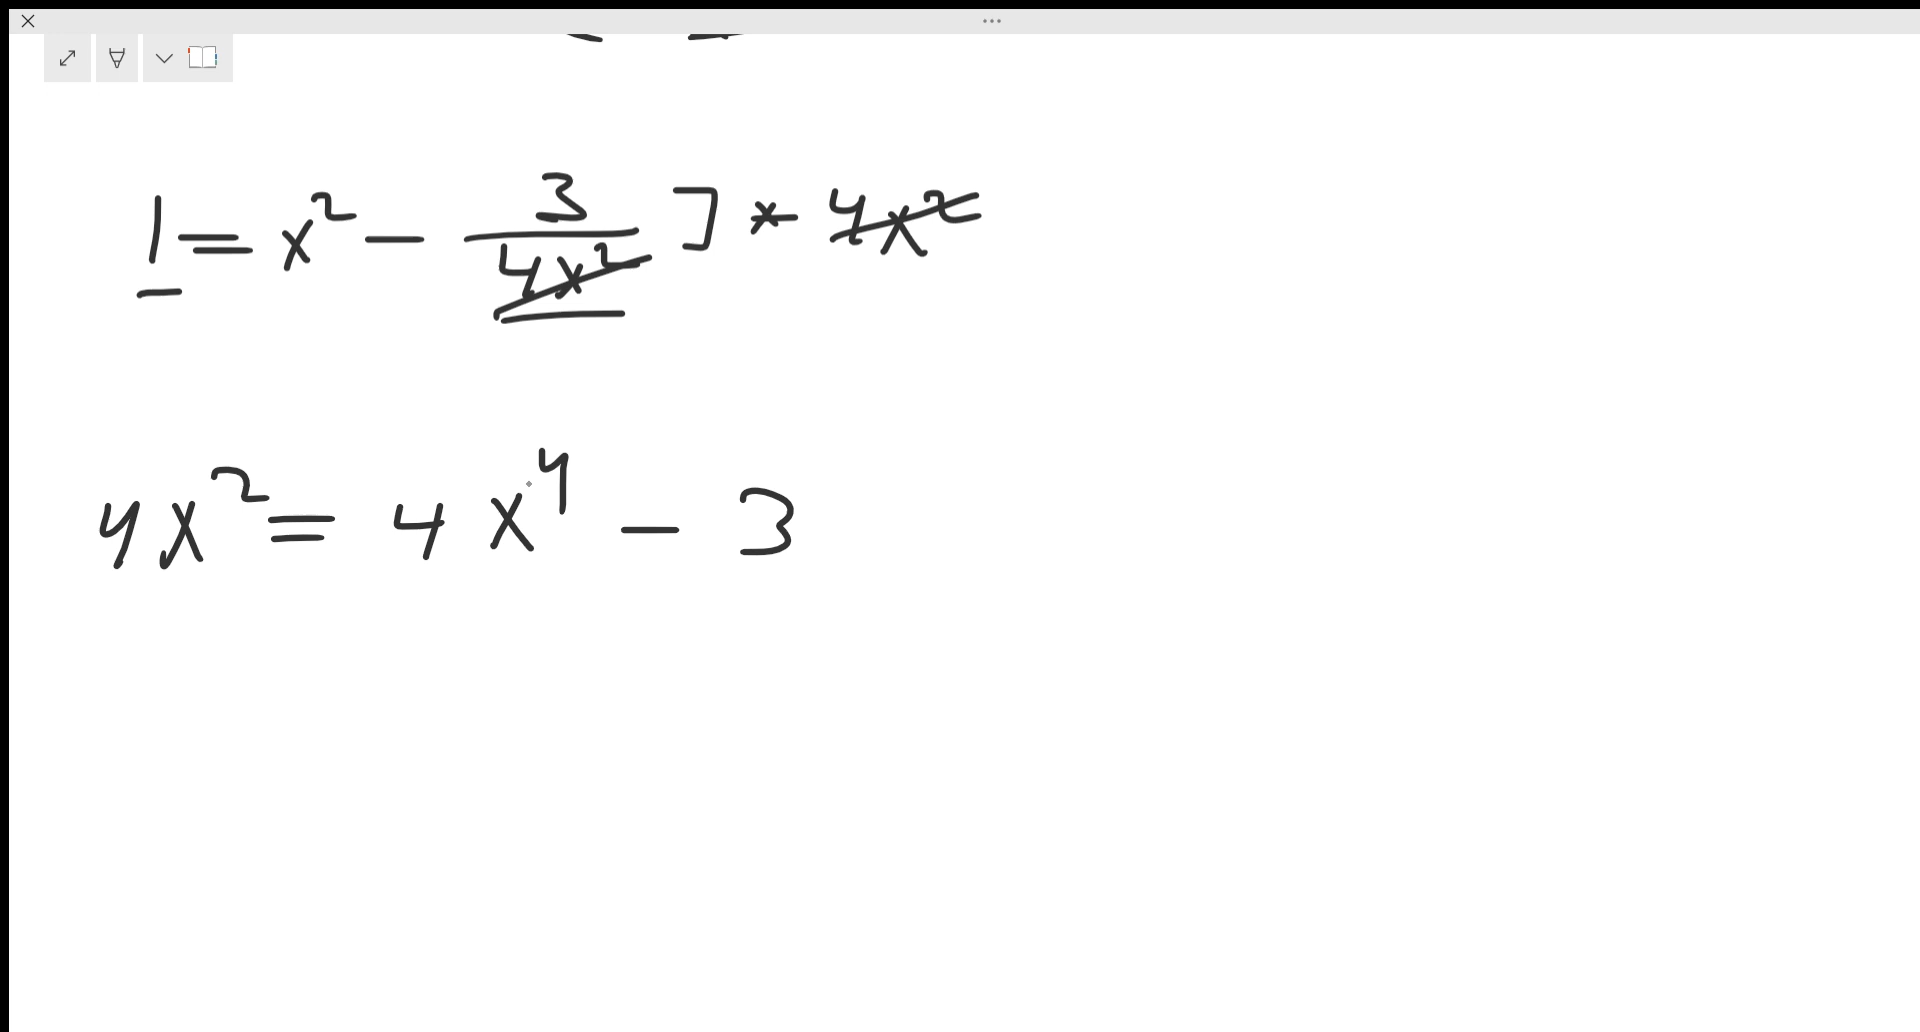 1 = x² - 3/4x² ] * 4x²
4x² = 4x⁴ - 3